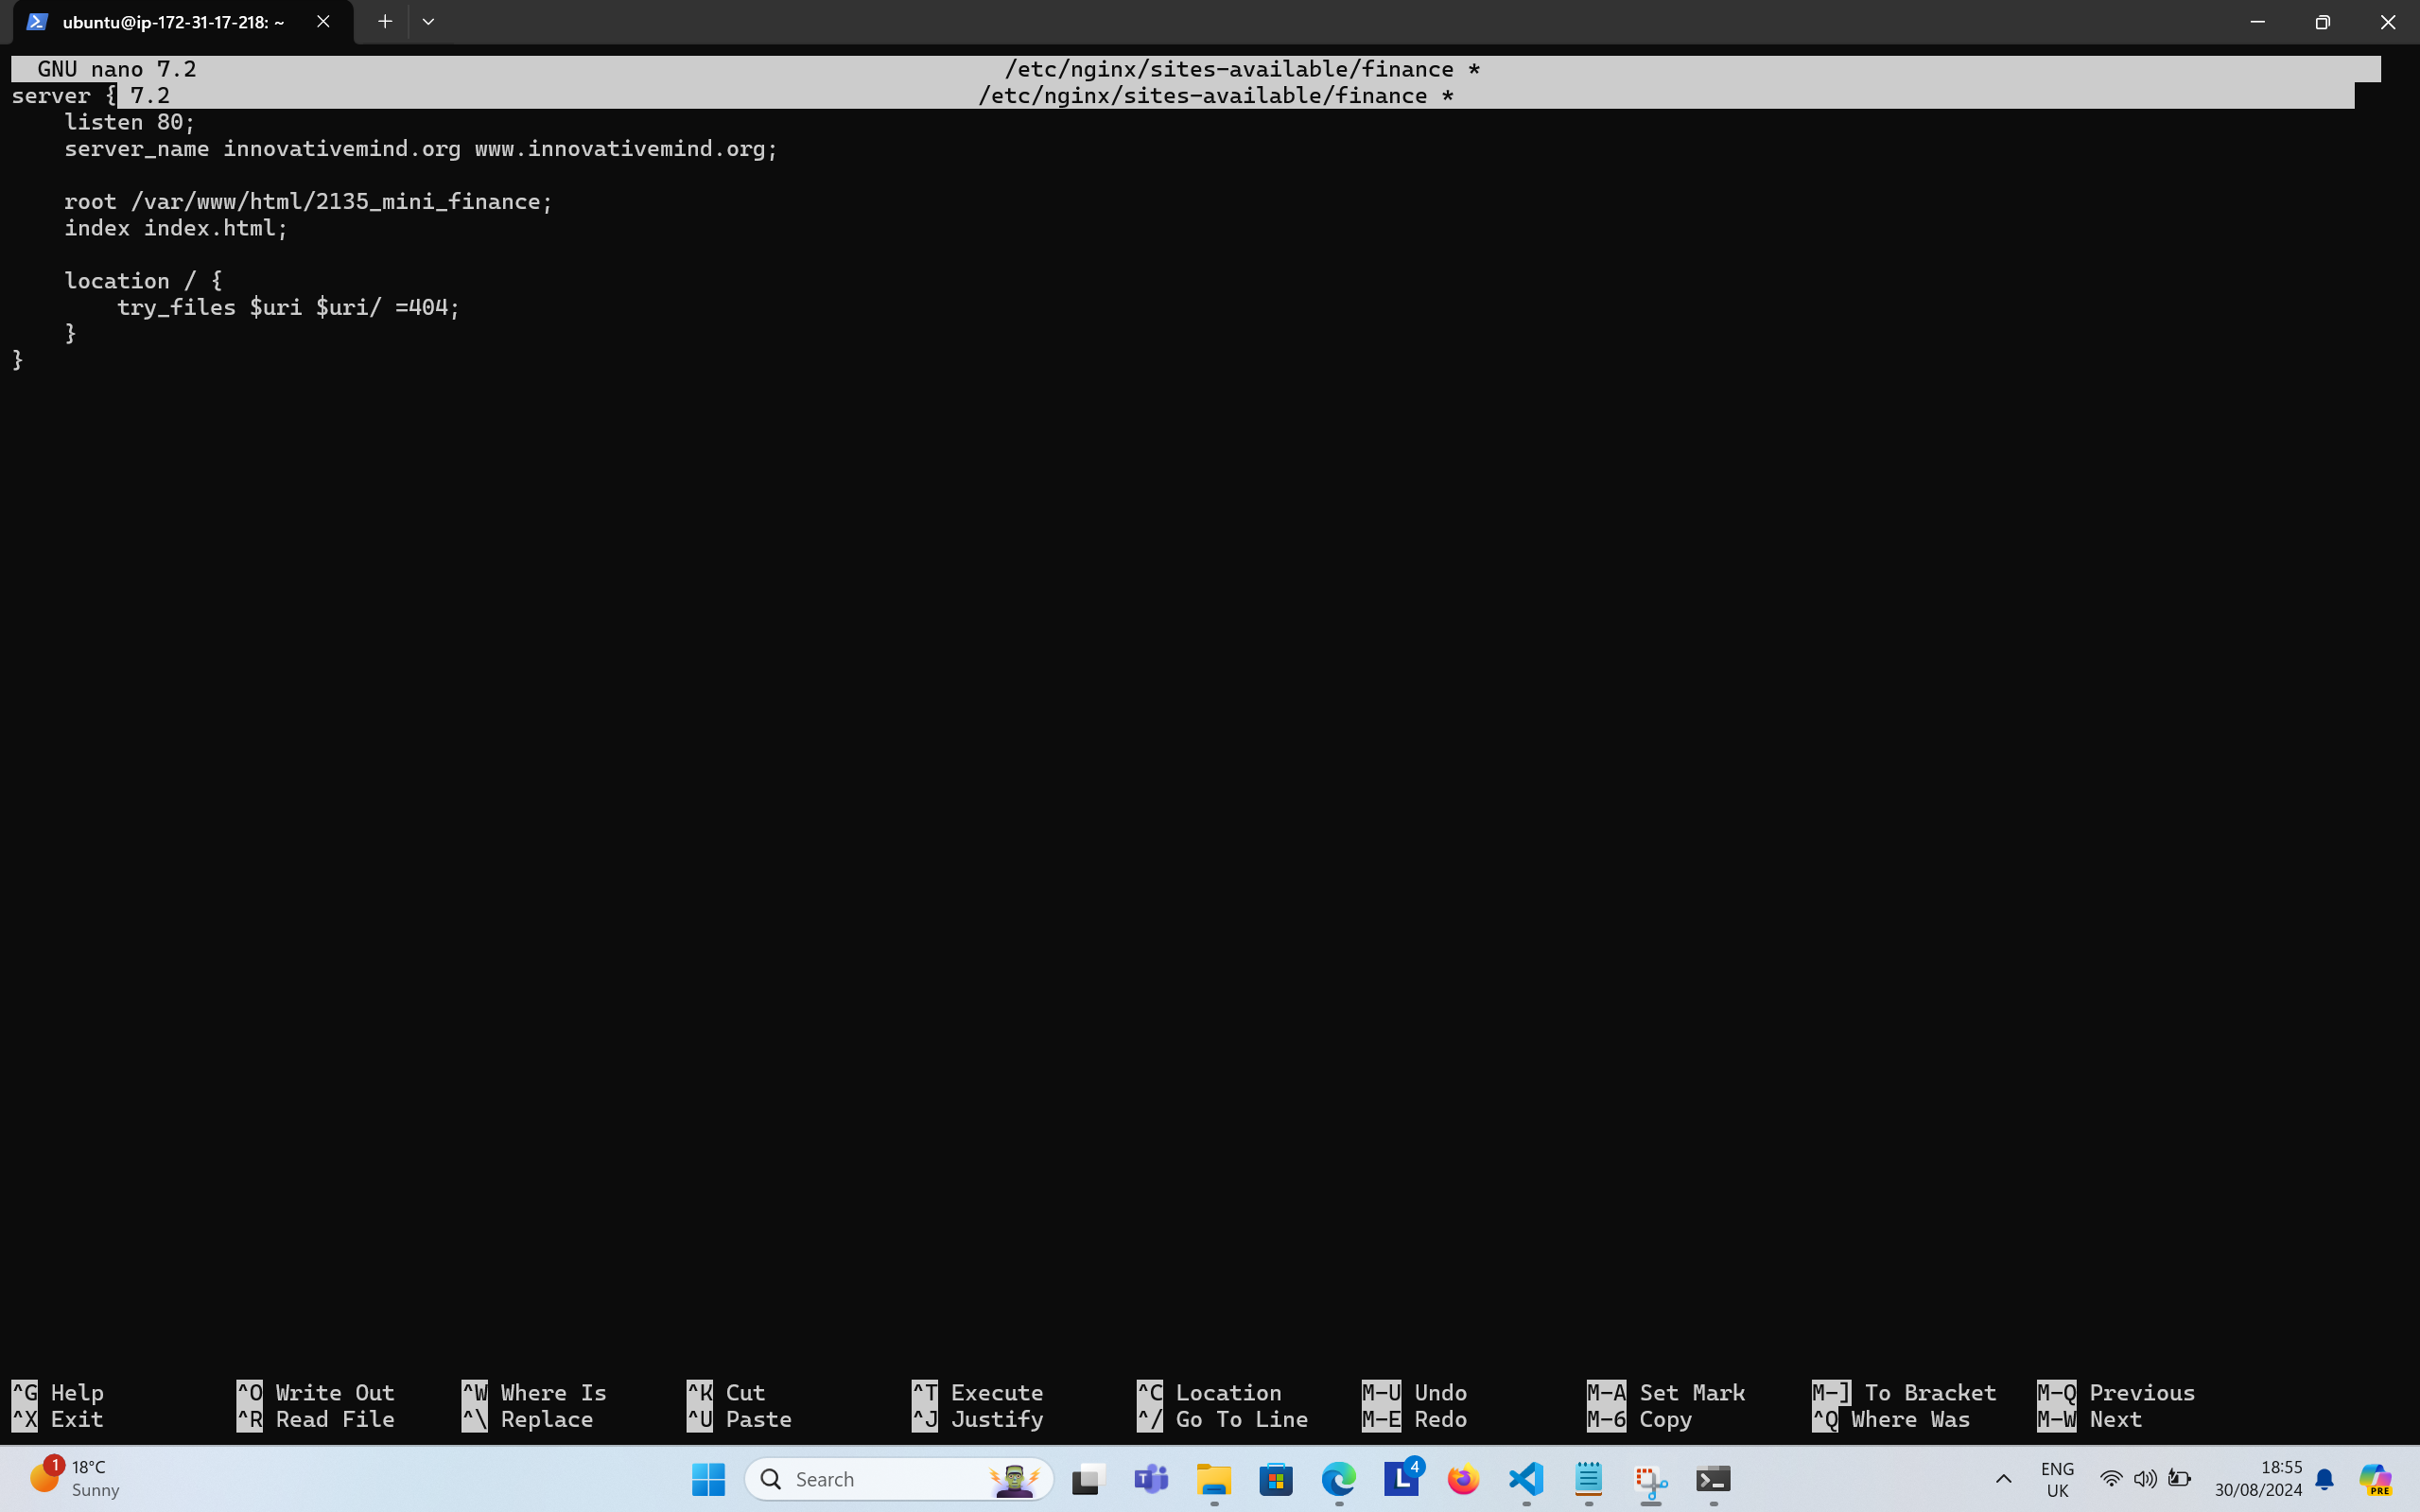 ubuntu@ip-172-31-17-218: ~
GNU nano 7.2 /etc/nginx/sites-available/finance *
server { 7.2 /etc/nginx/sites-available/finance *
listen 80;
server_name innovativemind.org www.innovativemind.org;
root /var/www/html/2135_mini_finance;
index index.html;
location / {
try_files $uri $uri/ =404;
}
}
^G Help ^O Write Out ^W Where Is ^K Cut ^T Execute ^C Location M-U Undo M-A Set Mark M-] To Bracket M-Q Previous
^X Exit ^R Read File ^\ Replace ^U Paste ^J Justify ^/ Go To Line M-E Redo M-6 Copy ^Q Where Was M-W Next
1 18°C
Sunny
Search
T
L 4
ENG
UK
18:55
30/08/2024
PRE